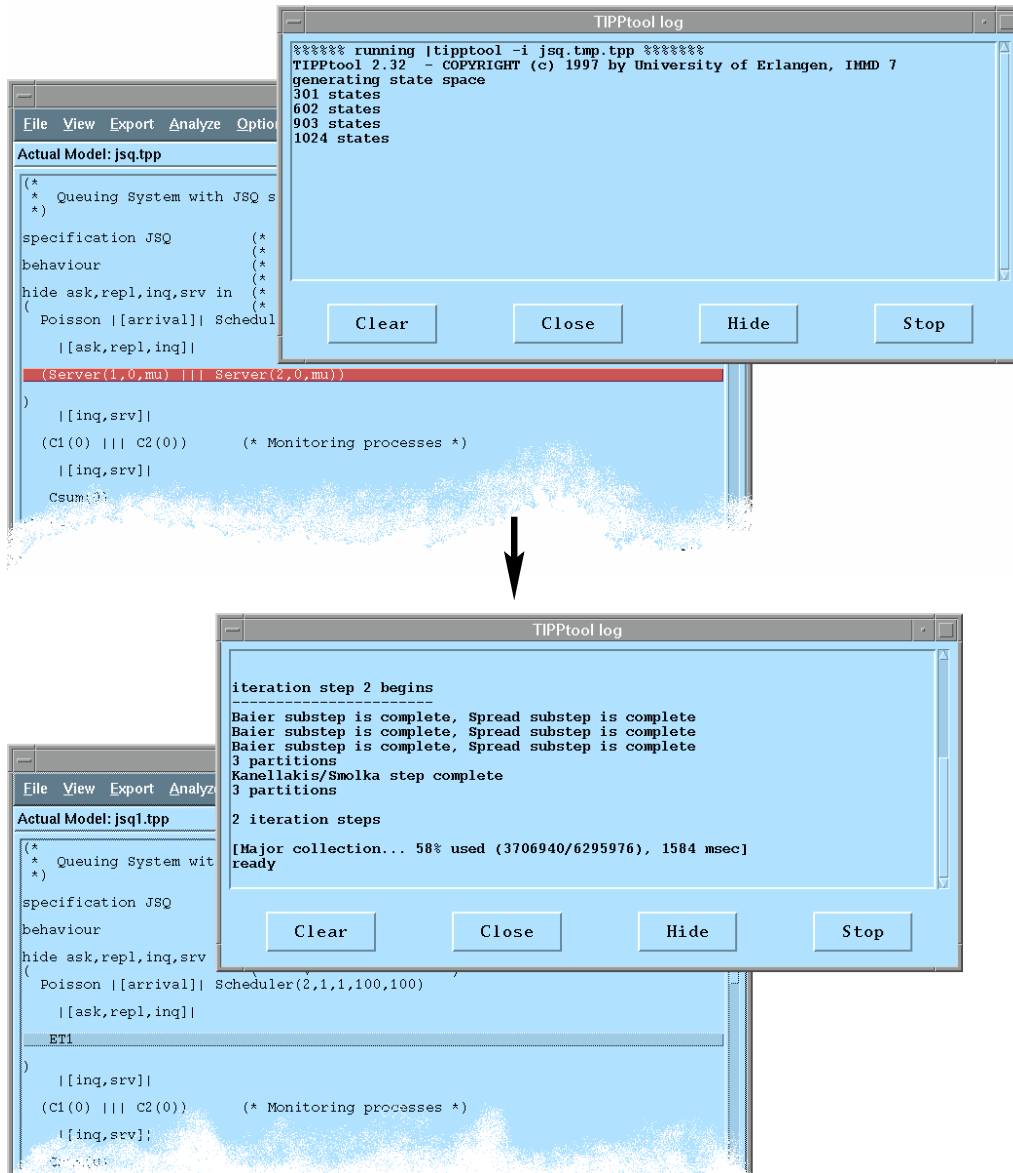 TIPPtool log
%%%%%% running |tipptool -i jsq.tmp.tpp %%%%%%%
TIPPtool 2.32  - COPYRIGHT (c) 1997 by University of Erlangen, IMMD 7
generating state space
301 states
602 states
903 states
1024 states
Clear Close Hide Stop
File View Export Analyze
Actual Model: jsq.tpp
(*
*  Queuing System with JSQ
*)
specification JSQ (*
(*
behaviour (*
(*
hide ask,repl,inq,srv in (*
( (*
Poisson |[arrival]|
|[ask,repl,inq]|
(Server(1,0,mu) ||| Server(2,0,mu))
)
|[inq,srv]|
(C1(0) ||| C2(0)) (* Monitoring processes *)
|[inq,srv]|
TIPPtool log
iteration step 2 begins
-----------------------
Baier substep is complete, Spread substep is complete
Baier substep is complete, Spread substep is complete
Baier substep is complete, Spread substep is complete
3 partitions
Kanellakis/Smolka step complete
3 partitions
2 iteration steps
[Major collection... 58% used (3706940/6295976), 1584 msec]
ready
Clear Close Hide Stop
File View Export
Actual Model: jsq1.tpp
(*
*  Queuing System
*)
specification JSQ
behaviour
hide ask,repl,inq,srv
(
Poisson |[arrival]| Scheduler(2,1,1,100,100)
|[ask,repl,inq]|
ET1
)
|[inq,srv]|
(C1(0) ||| C2(0)) (* Monitoring processes *)